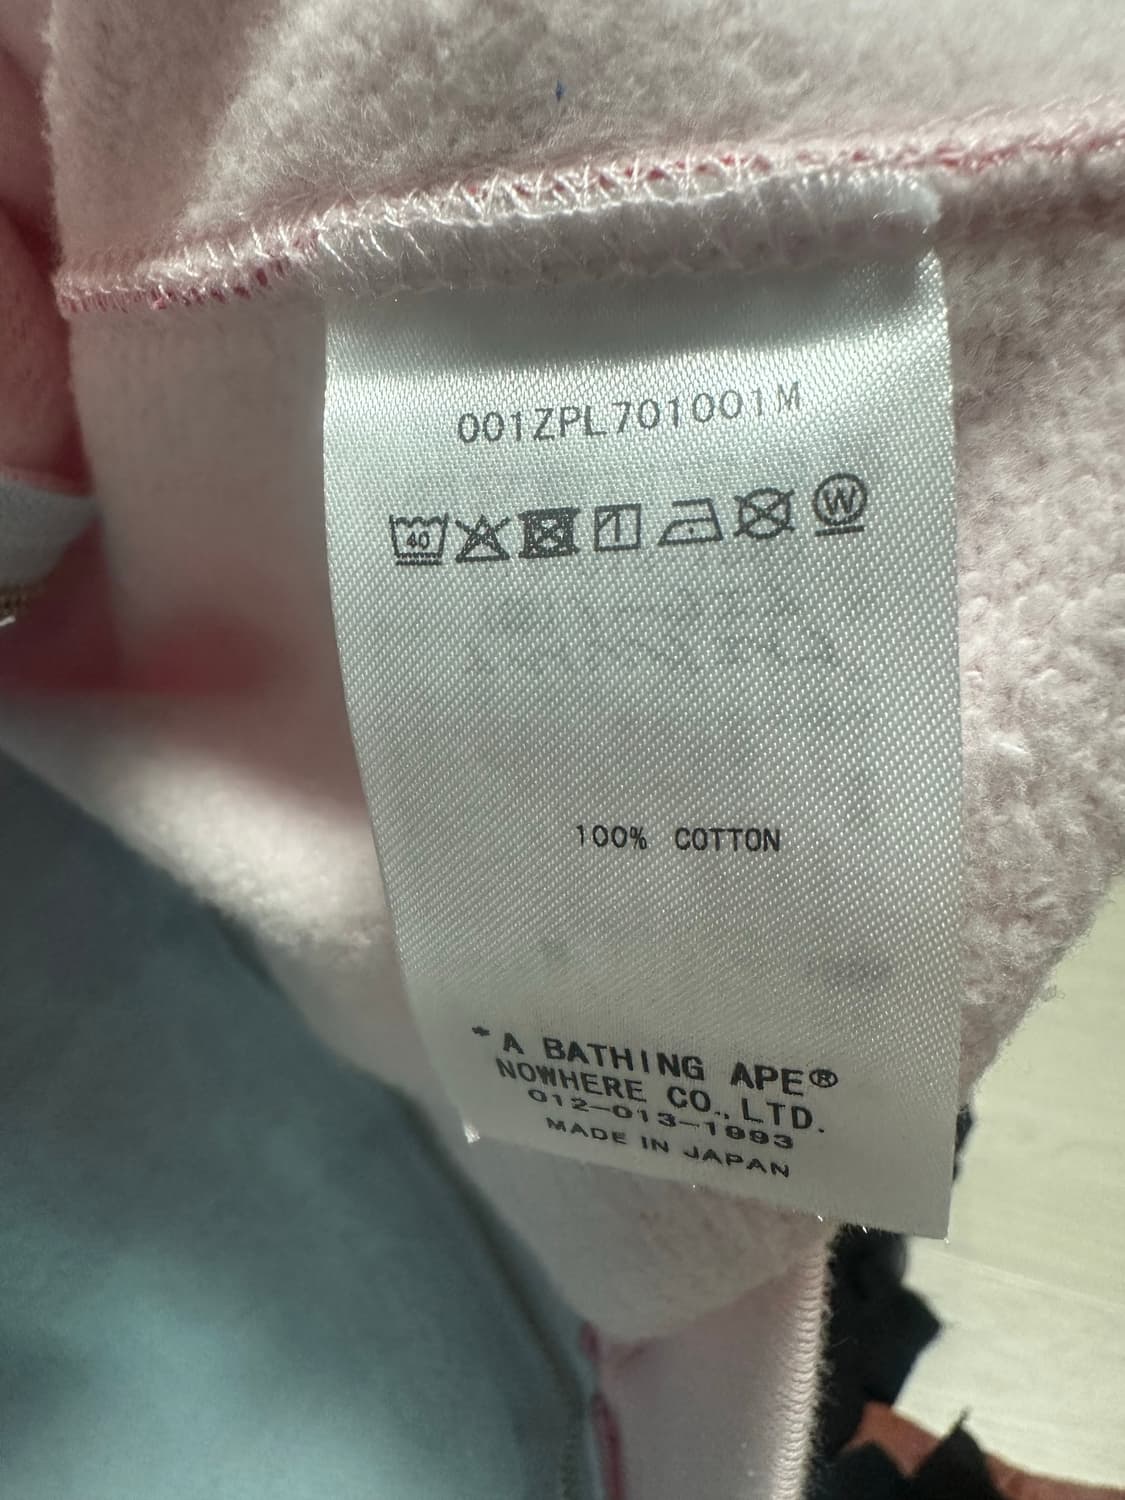 001ZPL701001M
40
W
100% COTTON
*A BATHING APE®
NOWHERE CO.,LTD.
012-013-1993
MADE IN JAPAN